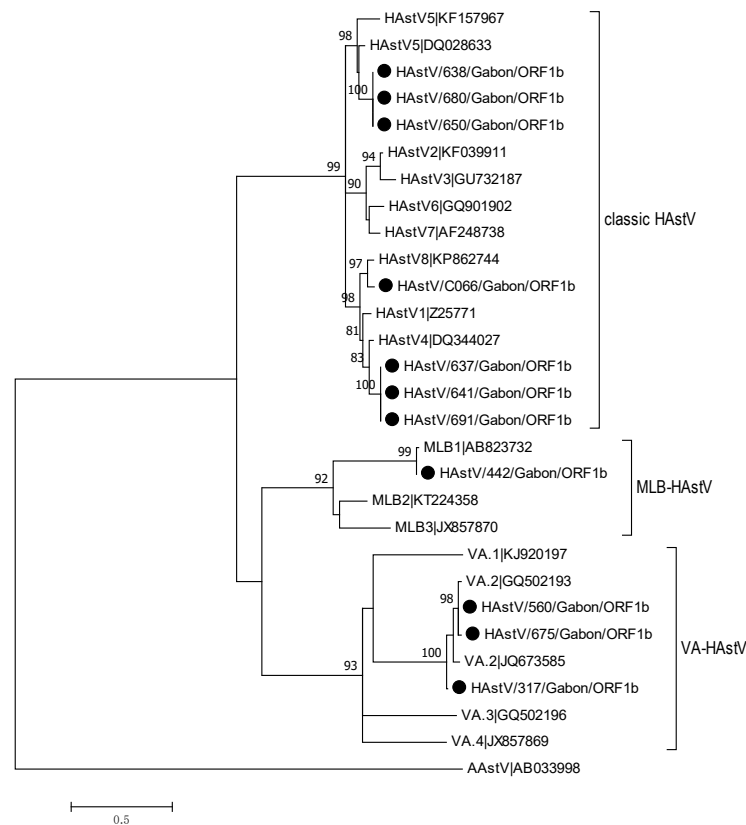 HAstV5|KF157967
98
HAstV5|DQ028633
HAstV/638/Gabon/ORF1b
100
HAstV/680/Gabon/ORF1b
HAstV/650/Gabon/ORF1b
94
HAstV2|KF039911
99
90
HAstV3|GU732187
HAstV6|GQ901902
classic HAstV
HAstV7|AF248738
97
HAstV8|KP862744
HAstV/C066/Gabon/ORF1b
98
HAstV1|Z25771
81
HAstV4|DQ344027
83
HAstV/637/Gabon/ORF1b
100
HAstV/641/Gabon/ORF1b
HAstV/691/Gabon/ORF1b
99
MLB1|AB823732
92
HAstV/442/Gabon/ORF1b
MLB-HAstV
MLB2|KT224358
MLB3|JX857870
VA.1|KJ920197
VA.2|GQ502193
98
HAstV/560/Gabon/ORF1b
HAstV/675/Gabon/ORF1b
VA-HAstV
100
VA.2|JQ673585
93
HAstV/317/Gabon/ORF1b
VA.3|GQ502196
VA.4|JX857869
AAstV|AB033998
0.5